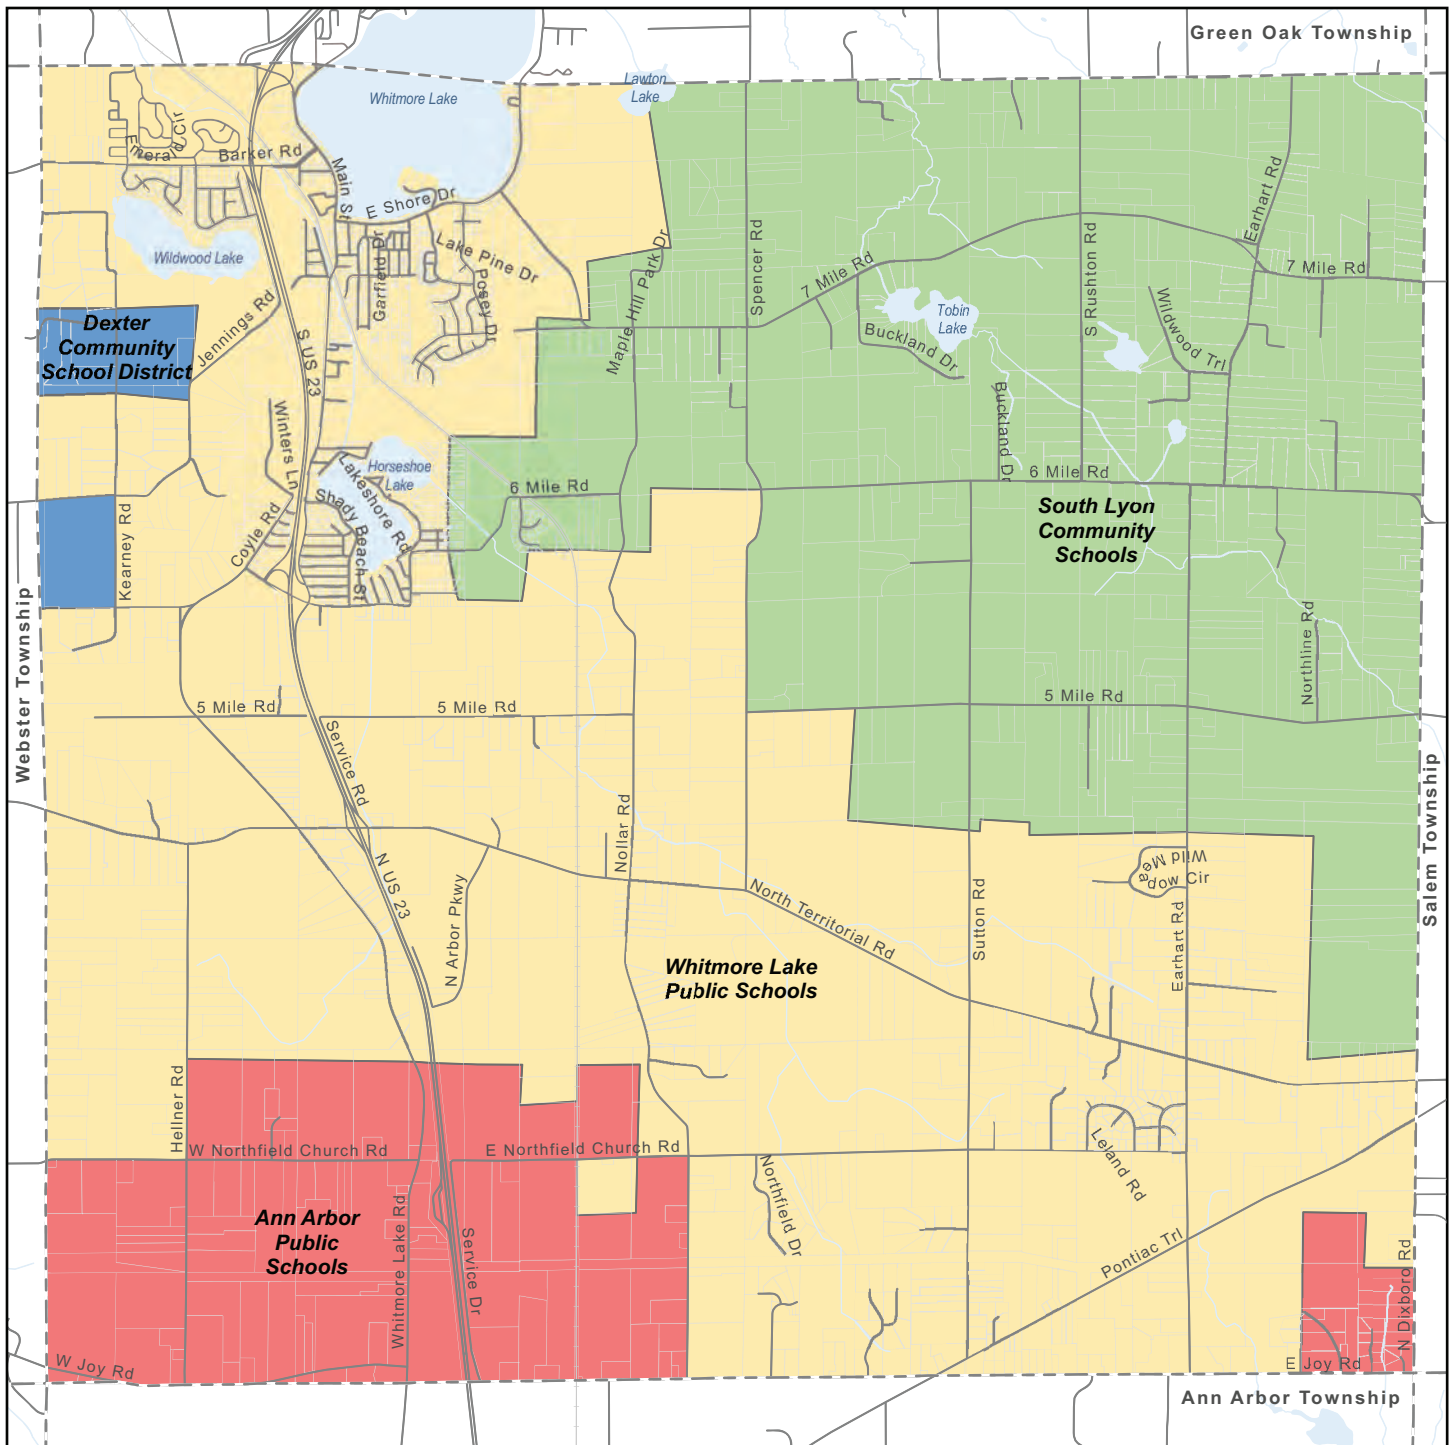 Green Oak Township
Whitmore Lake
Lawton
Lake
Emerald Cir
Barker Rd
Main St
E Shore Dr
Wildwood Lake
Garfield Dr
Lake Pine Dr
Posey Dr
Maple Hill Park Dr
Spencer Rd
7 Mile Rd
S Rushton Rd
Earhart Rd
7 Mile Rd
Tobin
Lake
Buckland Dr
Wildwood Trl
Buckland Dr
Dexter
Community
School District
Jennings Rd
S US 23
Winters Ln
Horseshoe
Lake
Lakeshore Rd
Shady Beach St
6 Mile Rd
6 Mile Rd
South Lyon
Community
Schools
Coyle Rd
Kearney Rd
Webster Township
Northline Rd
5 Mile Rd
5 Mile Rd
5 Mile Rd
Service Rd
Nollar Rd
Salem Township
N US 23
N Arbor Pkwy
North Territorial Rd
Sutton Rd
Wild Meadow Cir
Earhart Rd
Whitmore Lake
Public Schools
Hellner Rd
W Northfield Church Rd
E Northfield Church Rd
Leland Rd
Northfield Dr
Ann Arbor
Public
Schools
Whitmore Lake Rd
Service Dr
Pontiac Trl
N Dixboro Rd
W Joy Rd
E Joy Rd
Ann Arbor Township